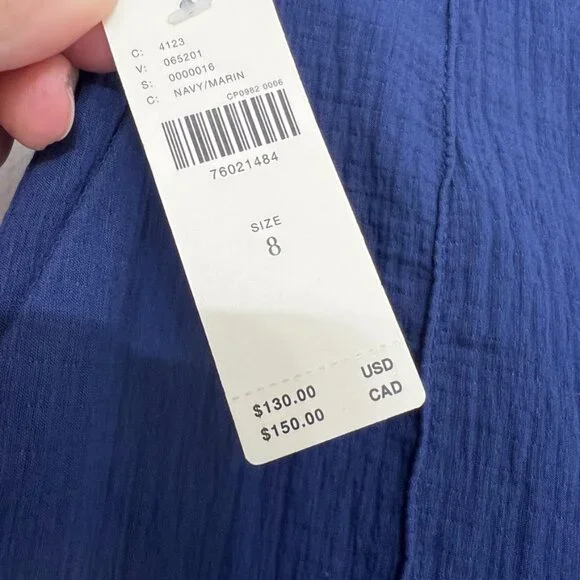 C: 4123
V: 065201
S: 0000016
C: NAVY/MARIN
CP0982 0006
76021484
SIZE
8
$130.00 USD
$150.00 CAD